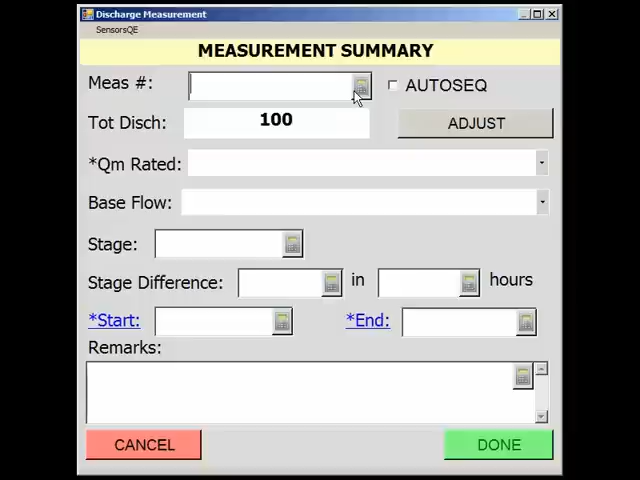 Discharge Measurement
SensorsQE
MEASUREMENT SUMMARY
Meas #:
AUTOSEQ
Tot Disch:
100
ADJUST
*Qm Rated:
Base Flow:
Stage:
Stage Difference:
in
hours
*Start:
*End:
Remarks:
CANCEL
DONE